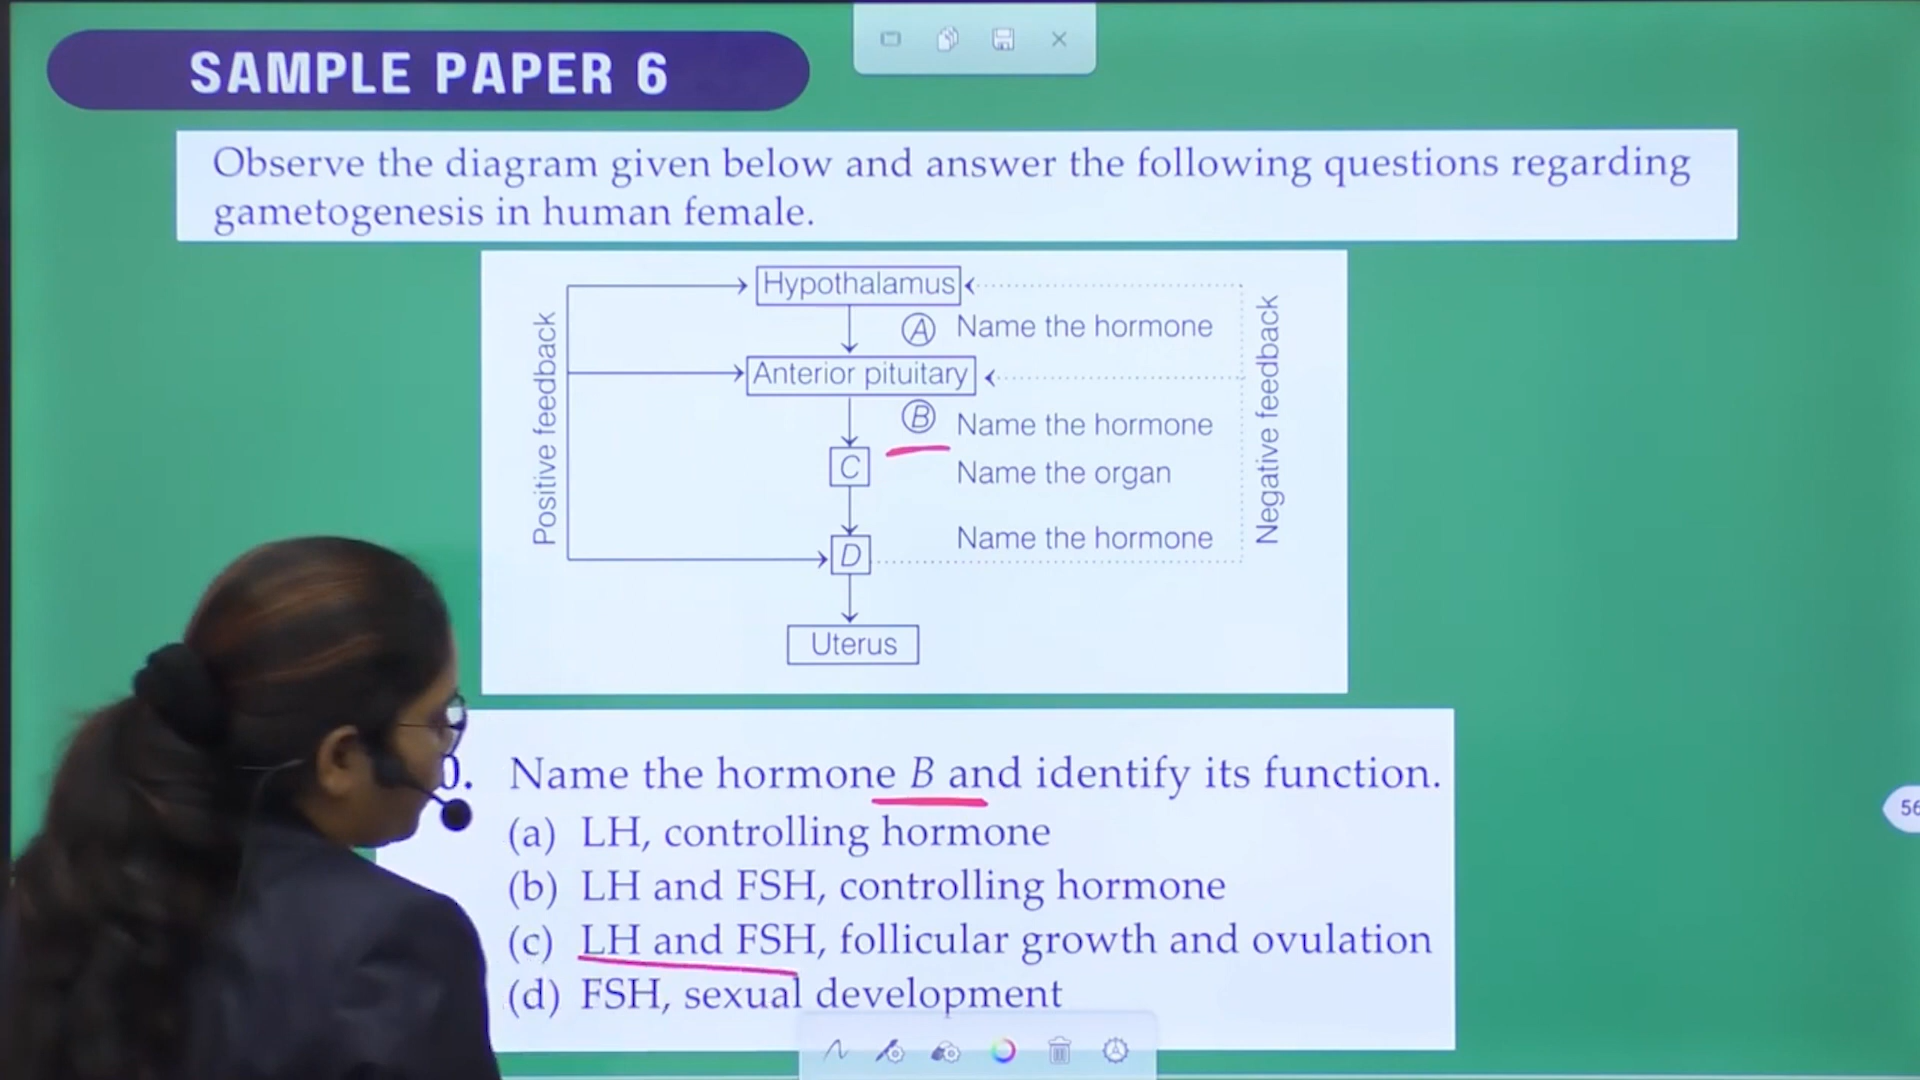 SAMPLE PAPER 6
Observe the diagram given below and answer the following questions regarding
gametogenesis in human female.
Positive feedback
Hypothalamus
A Name the hormone
Anterior pituitary
B Name the hormone
C Name the organ
D Name the hormone
Uterus
Negative feedback
0. Name the hormone B and identify its function.
(a) LH, controlling hormone
(b) LH and FSH, controlling hormone
(c) LH and FSH, follicular growth and ovulation
(d) FSH, sexual development